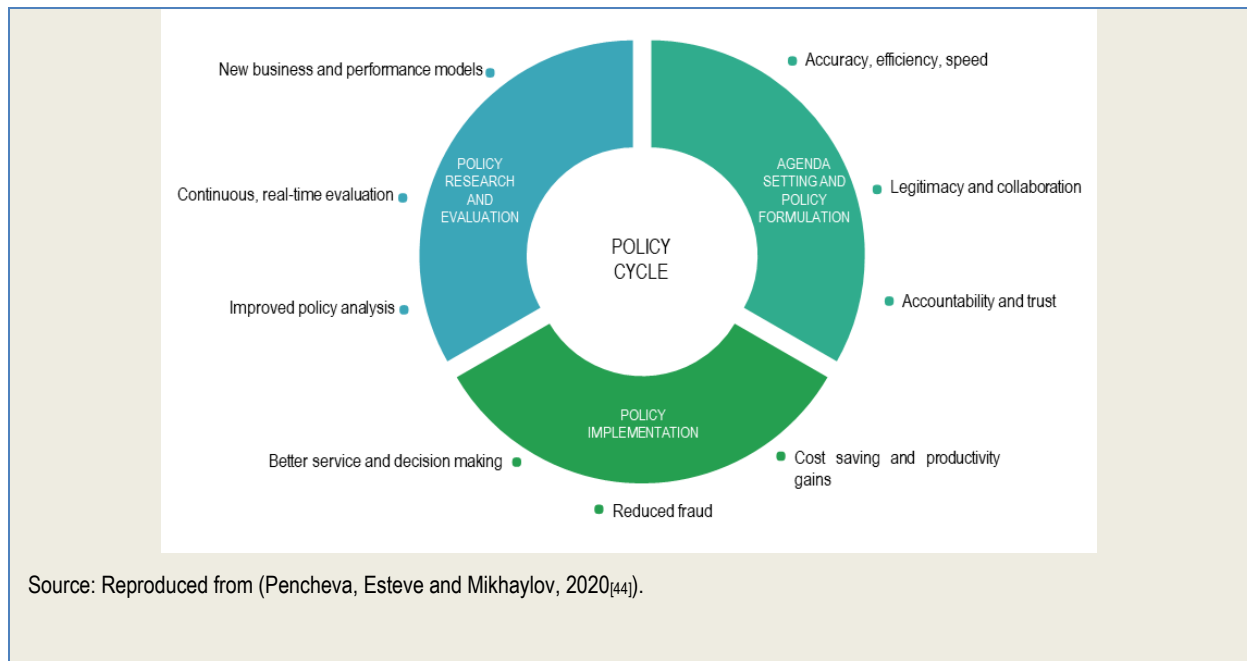 New business and performance models
Accuracy, efficiency, speed
POLICY
RESEARCH
AND
EVALUATION
AGENDA
SETTING AND
POLICY
FORMULATION
Continuous, real-time evaluation
Legitimacy and collaboration
POLICY
CYCLE
Improved policy analysis
Accountability and trust
POLICY
IMPLEMENTATION
Better service and decision making
Cost saving and productivity
gains
Reduced fraud
Source: Reproduced from (Pencheva, Esteve and Mikhaylov, 2020[44]).